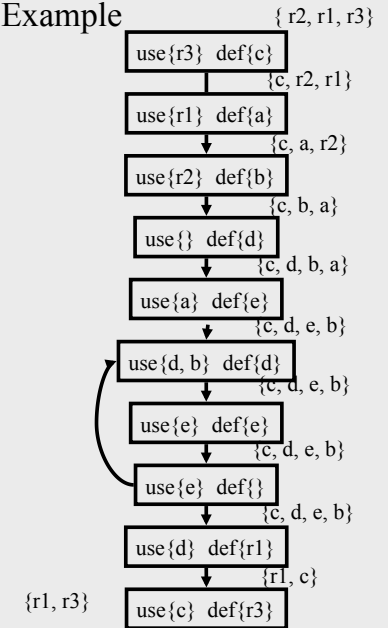 Example
{ r2, r1, r3}
use{r3} def{c}
{c, r2, r1}
use{r1} def{a}
{c, a, r2}
use{r2} def{b}
{c, b, a}
use{} def{d}
{c, d, b, a}
use{a} def{e}
{c, d, e, b}
use{d, b} def{d}
{c, d, e, b}
use{e} def{e}
{c, d, e, b}
use{e} def{}
{c, d, e, b}
use{d} def{r1}
{r1, c}
{r1, r3}
use{c} def{r3}